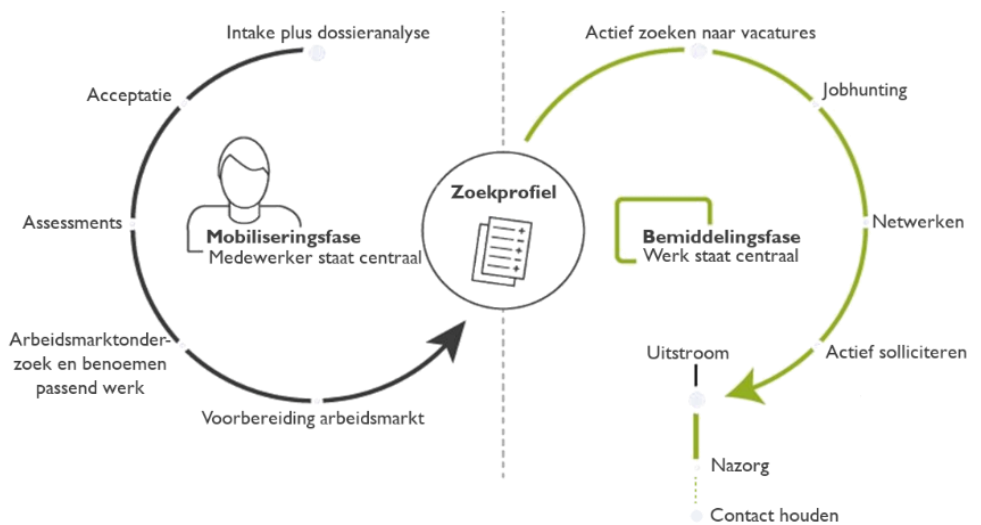 Intake plus dossieranalyse
Acceptatie
Assessments
Mobiliseringsfase
Medewerker staat centraal
Arbeidsmarktonder-
zoek en benoemen
passend werk
Voorbereiding arbeidsmarkt
Zoekprofiel
Actief zoeken naar vacatures
Jobhunting
Netwerken
Bemiddelingsfase
Werk staat centraal
Actief solliciteren
Uitstroom
Nazorg
Contact houden